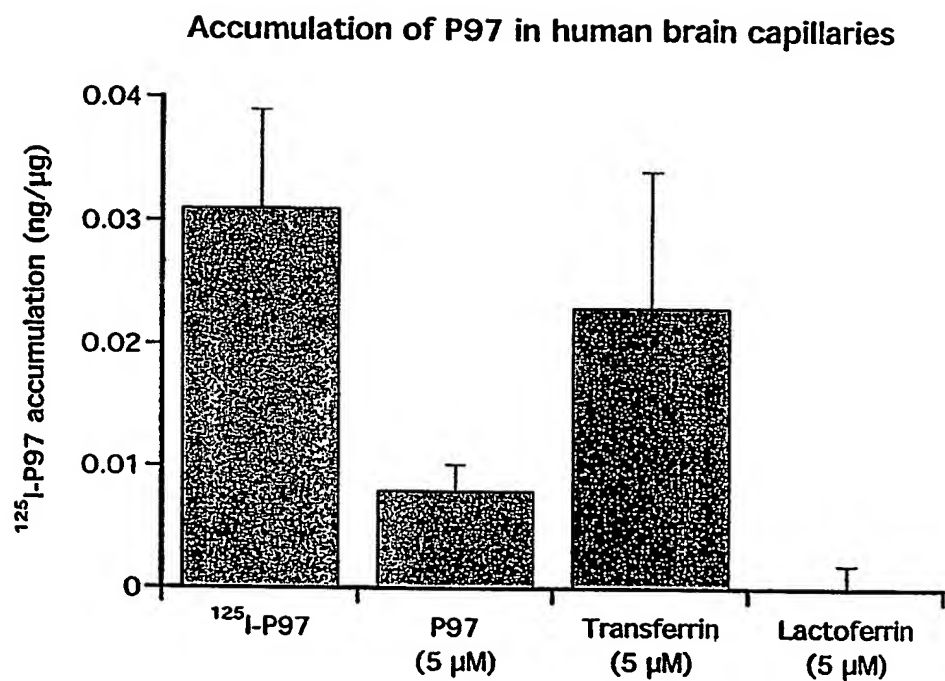 Accumulation of P97 in human brain capillaries
¹²⁵I-P97 accumulation (ng/µg)
0.04
0.03
0.02
0.01
0
¹²⁵I-P97
P97
(5 µM)
Transferrin
(5 µM)
Lactoferrin
(5 µM)